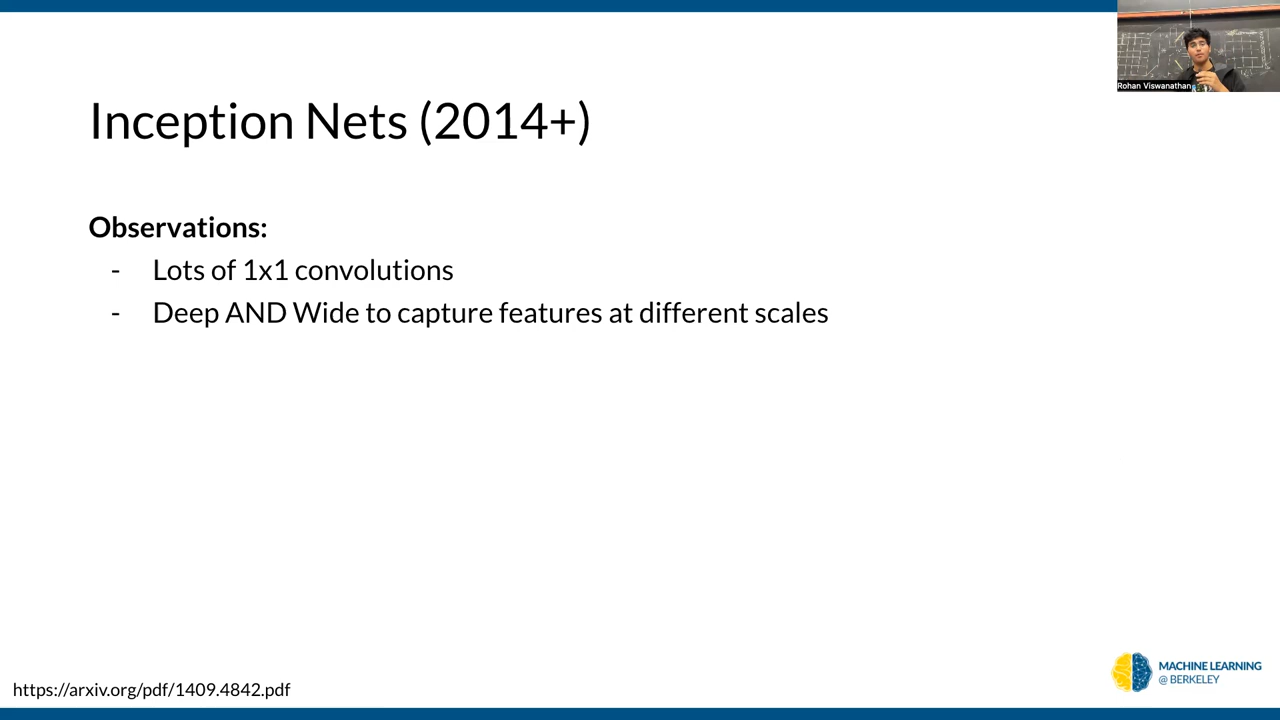 Rohan Viswanathan
Inception Nets (2014+)
Observations:
- Lots of 1x1 convolutions
- Deep AND Wide to capture features at different scales
https://arxiv.org/pdf/1409.4842.pdf
MACHINE LEARNING
@ BERKELEY